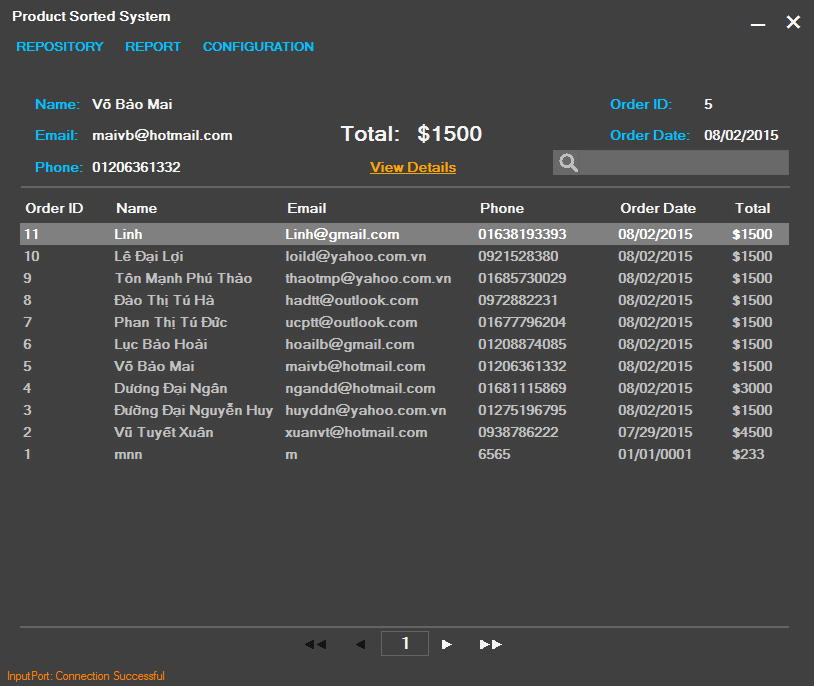 Product Sorted System
REPOSITORY REPORT CONFIGURATION
Name: Võ Bảo Mai Order ID: 5
Email: maivb@hotmail.com Total: $1500 Order Date: 08/02/2015
Phone: 01206361332 View Details
Order ID Name Email Phone Order Date Total
11 Linh Linh@gmail.com 01638193393 08/02/2015 $1500
10 Lê Đại Lợi loild@yahoo.com.vn 0921528380 08/02/2015 $1500
9 Tôn Mạnh Phú Thảo thaotmp@yahoo.com.vn 01685730029 08/02/2015 $1500
8 Đào Thị Tú Hà hadtt@outlook.com 0972882231 08/02/2015 $1500
7 Phan Thị Tú Đức ucptt@outlook.com 01677796204 08/02/2015 $1500
6 Lục Bảo Hoài hoailb@gmail.com 01208874085 08/02/2015 $1500
5 Võ Bảo Mai maivb@hotmail.com 01206361332 08/02/2015 $1500
4 Dương Đại Ngân ngandd@hotmail.com 01681115869 08/02/2015 $3000
3 Đường Đại Nguyễn Huy huyddn@yahoo.com.vn 01275196795 08/02/2015 $1500
2 Vũ Tuyết Xuân xuanvt@hotmail.com 0938786222 07/29/2015 $4500
1 mnn m 6565 01/01/0001 $233
1
InputPort: Connection Successful